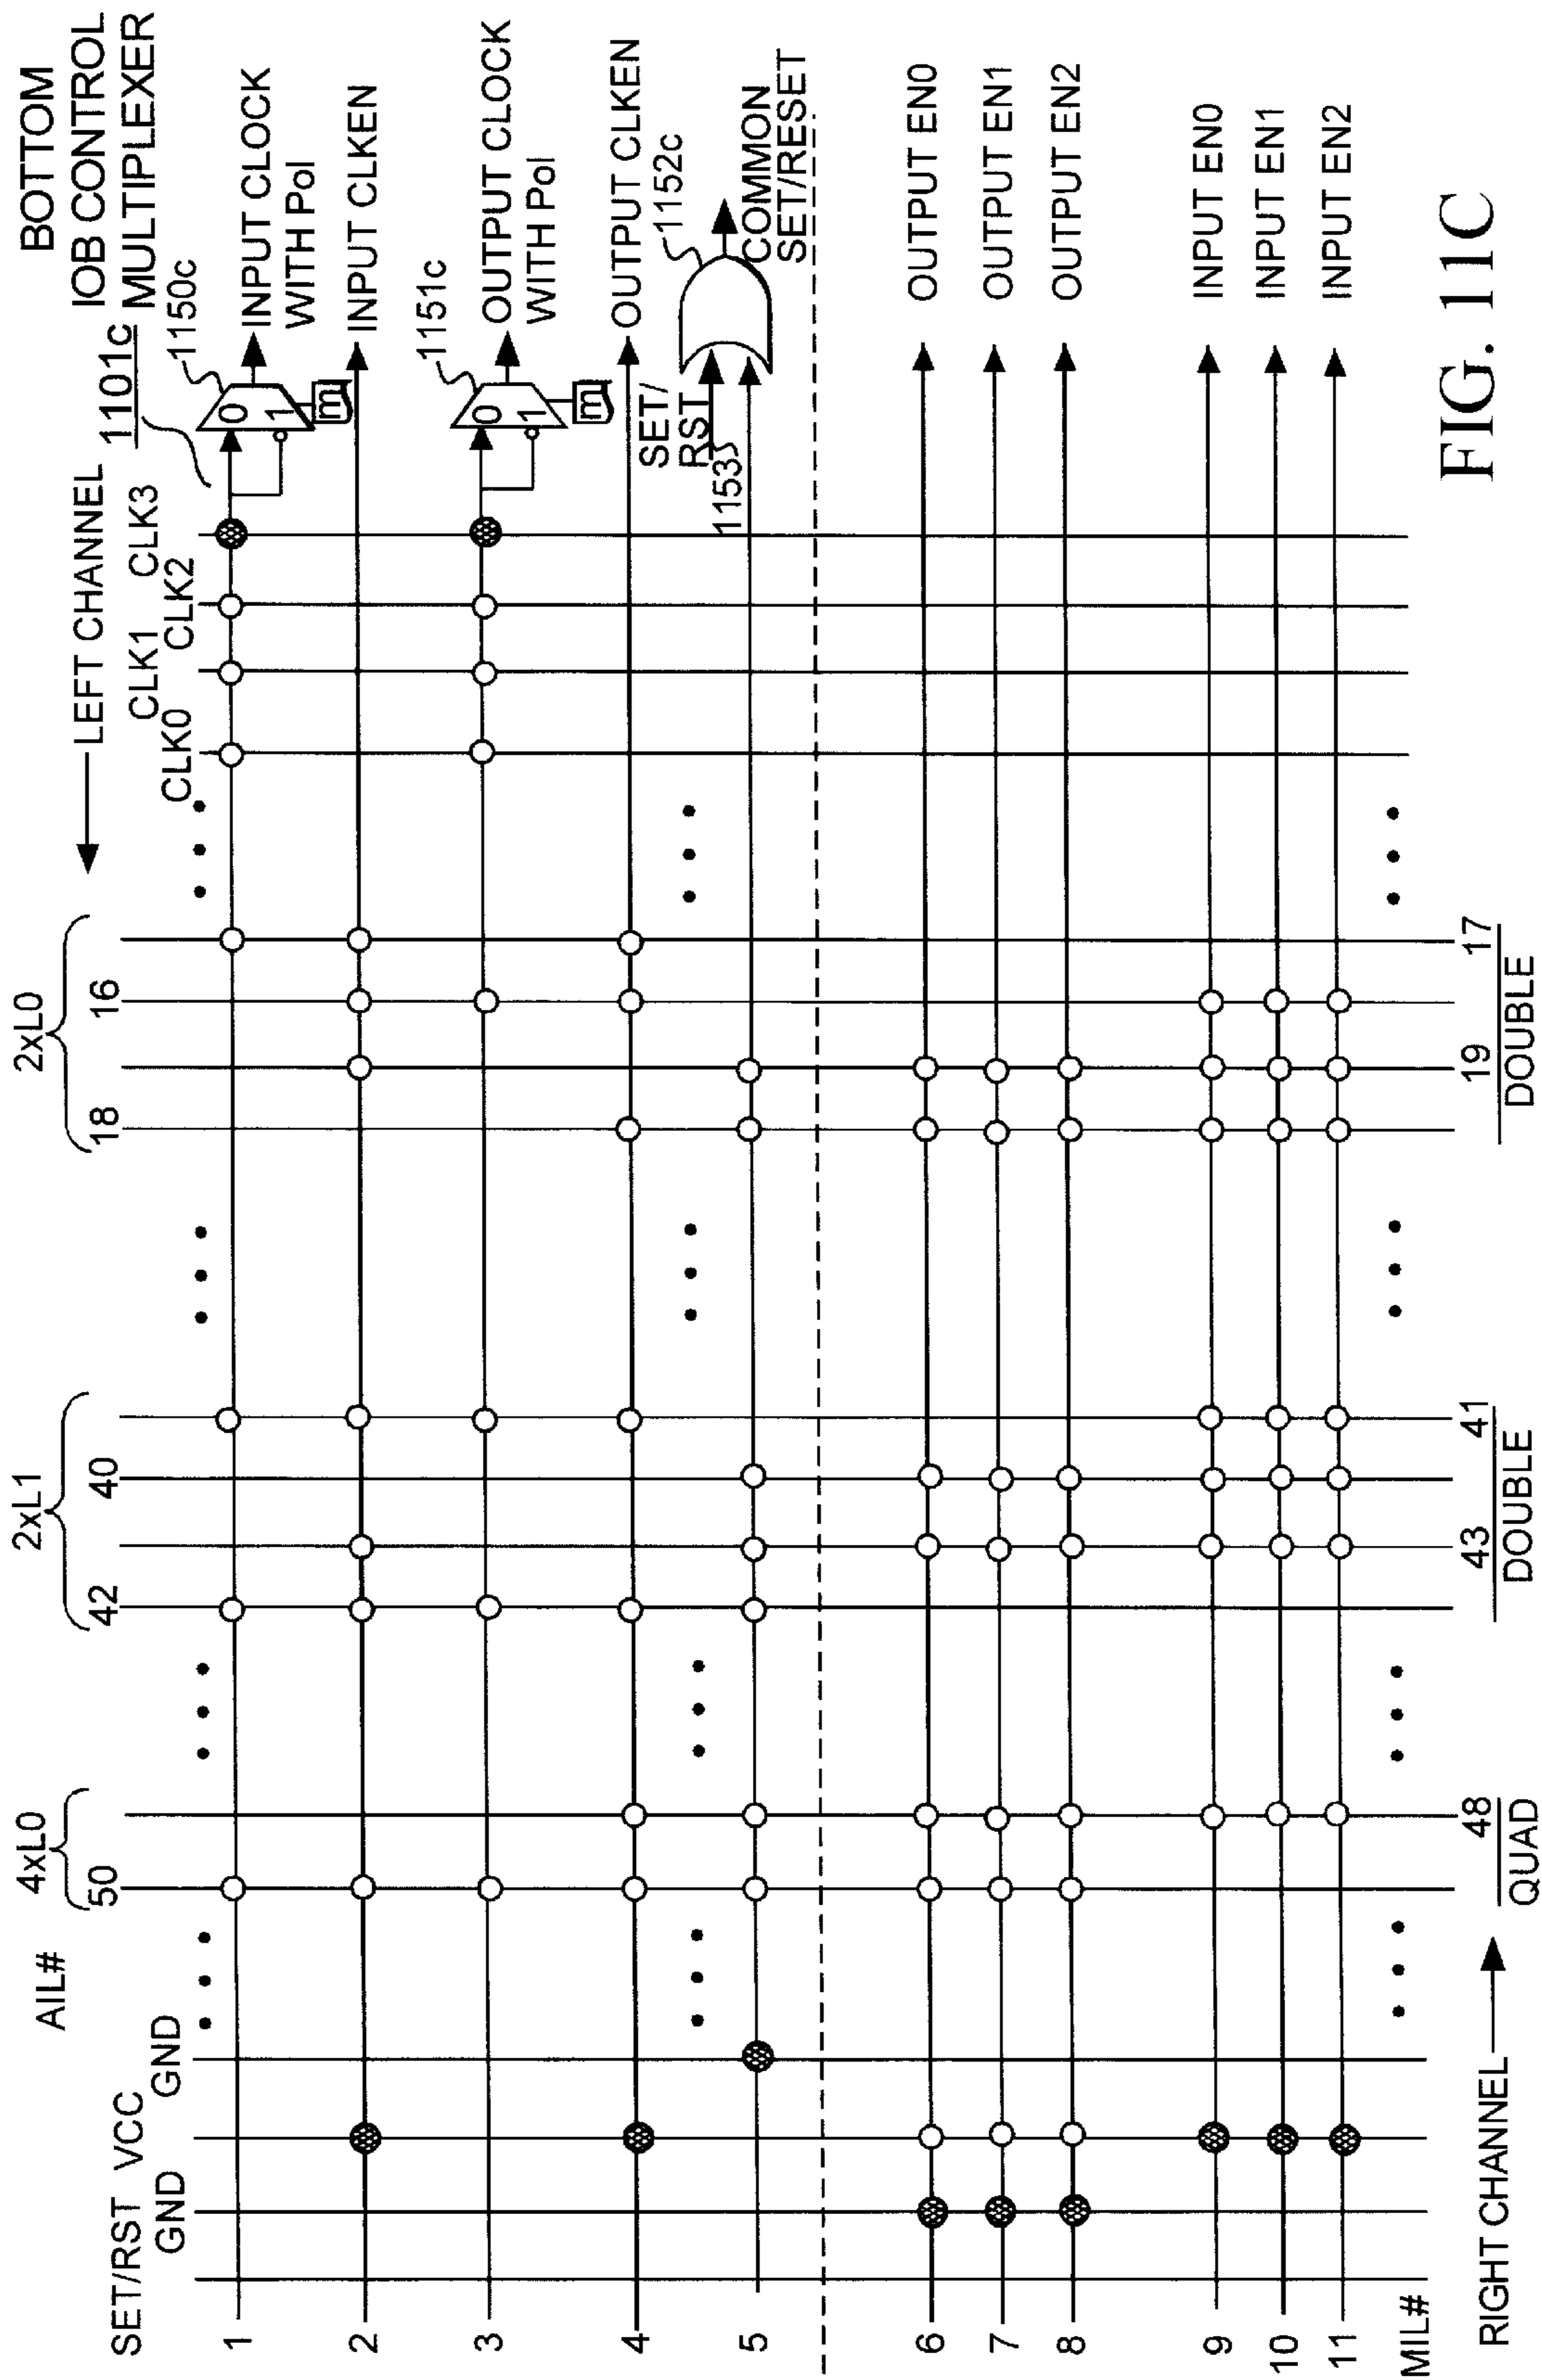 BOTTOM
IOB CONTROL
MULTIPLEXER
1101c
LEFT CHANNEL
2xL0
2xL1
4xL0
AIL#
SET/RST
GND
VCC
GND
50
42
40
18
16
CLK0
CLK1
CLK2
CLK3
1150c
0
1
m
INPUT CLOCK
WITH Pol
INPUT CLKEN
1151c
0
1
m
OUTPUT CLOCK
WITH Pol
OUTPUT CLKEN
SET/
RST
1153
1152c
COMMON
SET/RESET
OUTPUT EN0
OUTPUT EN1
OUTPUT EN2
INPUT EN0
INPUT EN1
INPUT EN2
1
2
3
4
5
6
7
8
9
10
11
MIL#
48
QUAD
43
41
DOUBLE
19
17
DOUBLE
RIGHT CHANNEL
FIG. 11C